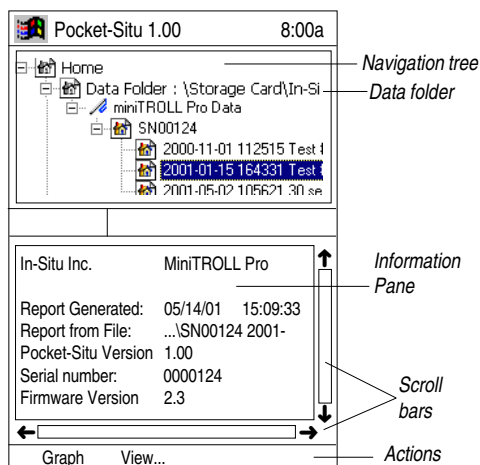 Pocket-Situ 1.00 8:00a
Home
Navigation tree
Data Folder : \Storage Card\In-Si
Data folder
miniTROLL Pro Data
SN00124
2000-11-01 112515 Test
2001-01-15 164331 Test
2001-05-02 105621 30 se
In-Situ Inc. MiniTROLL Pro
Information
Pane
Report Generated: 05/14/01 15:09:33
Report from File: ...\SN00124 2001-
Pocket-Situ Version 1.00
Serial number: 0000124
Firmware Version 2.3
Scroll
bars
Graph View...
Actions